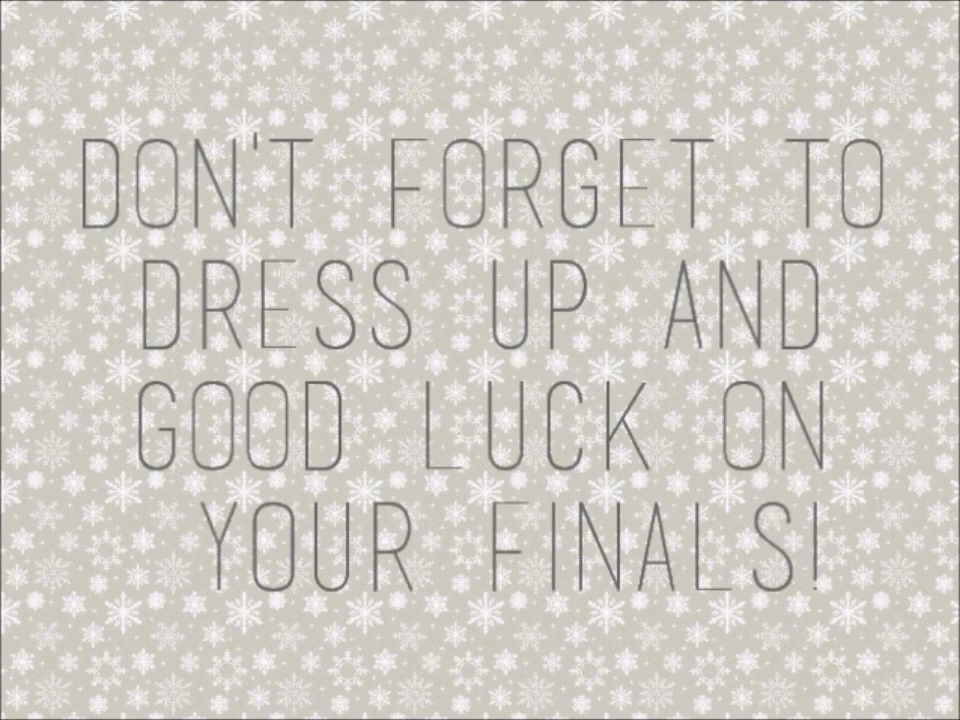 DON'T FORGET TO
DRESS UP AND
GOOD LUCK ON
YOUR FINALS!